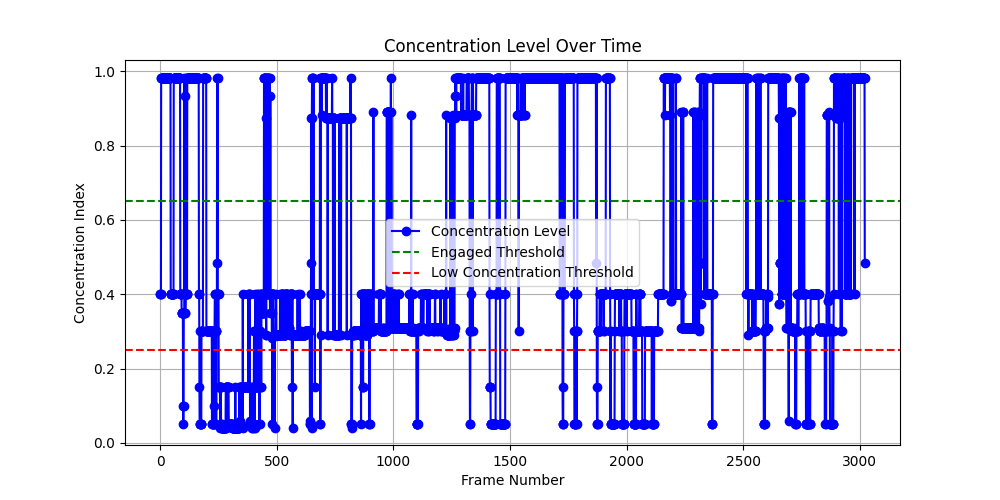 Concentration Level Over Time
1.0
0.8
0.6
0.4
0.2
0.0
Concentration Index
Concentration Level
Engaged Threshold
Low Concentration Threshold
0 500 1000 1500 2000 2500 3000
Frame Number